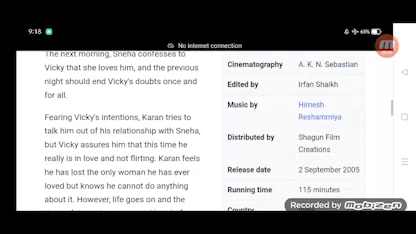 9:18
68%
No internet connection
The next morning, Sneha confesses to
Vicky that she loves him, and the previous
night should end Vicky's doubts once and
for all.
Fearing Vicky's intentions, Karan tries to
talk him out of his relationship with Sneha,
but Vicky assures him that this time he
really is in love and not flirting. Karan feels
he has lost the only woman he has ever
loved but knows he cannot do anything
about it. However, life goes on and the
Cinematography A. K. N. Sebastian
Edited by Irfan Shaikh
Music by Himesh
Reshammiya
Distributed by Shagun Film
Creations
Release date 2 September 2005
Running time 115 minutes
Country
Recorded by Mobizen